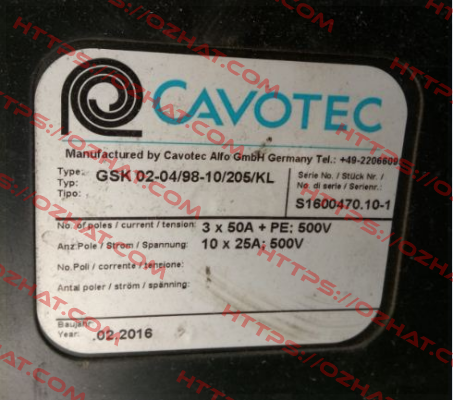 CAVOTEC
Manufactured by Cavotec Alfo GmbH Germany Tel.: +49-2206609
Type: GSK 02-04/98-10/205/KL Serie No. / Stück Nr. /
Typ: No. di serie / Serienr.:
Tipo: S1600470.10-1
No. of poles / current / tension: 3 x 50A + PE; 500V
Anz.Pole / Strom / Spannung: 10 x 25A; 500V
No.Poli / corrente / tensione:
Antal poler / ström / spänning:
Baujahr:
Year: .02.2016
HTTPS://OZHAT.COM